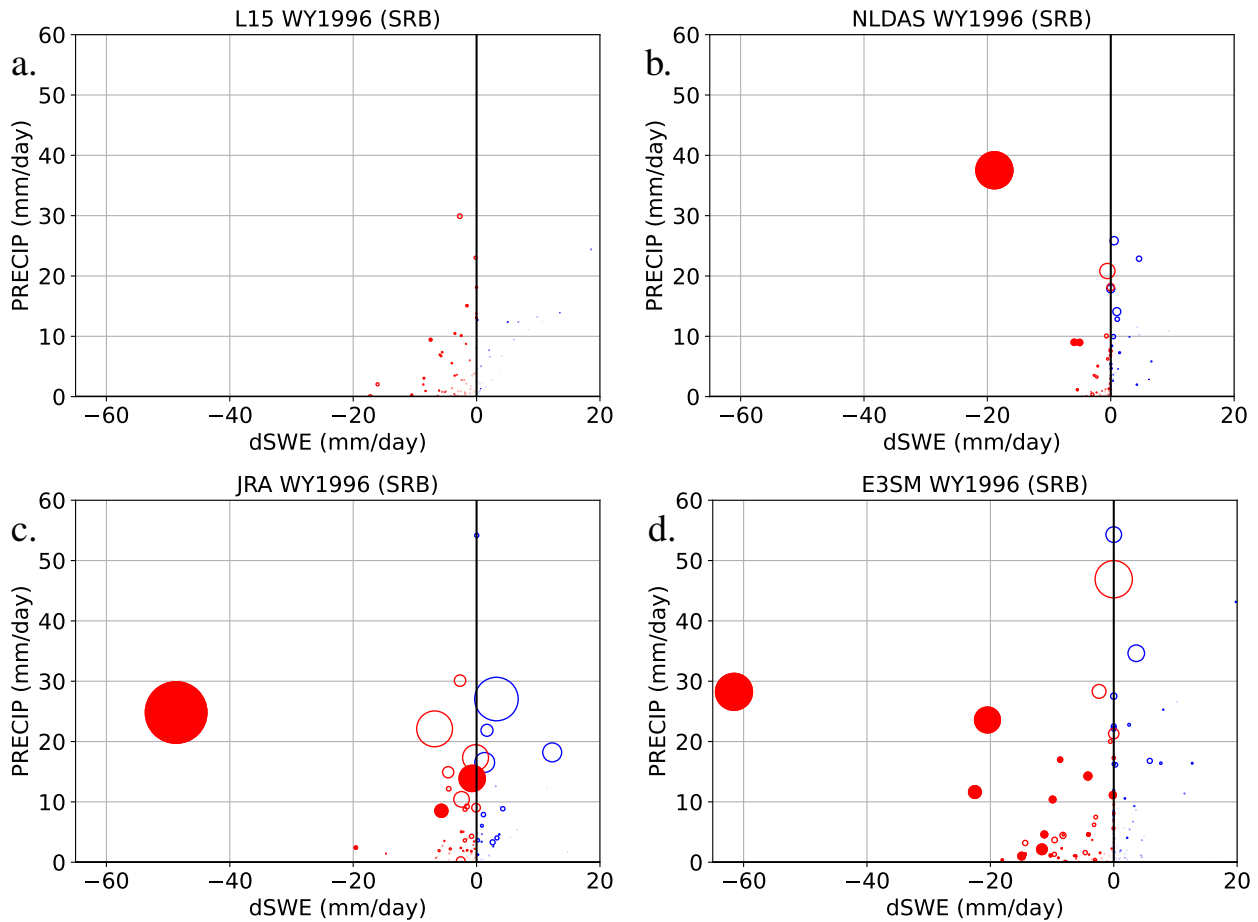 L15 WY1996 (SRB)
a.
60
50
40
30
20
10
0
PRECIP (mm/day)
−60 −40 −20 0 20
dSWE (mm/day)
NLDAS WY1996 (SRB)
b.
60
50
40
30
20
10
0
PRECIP (mm/day)
−60 −40 −20 0 20
dSWE (mm/day)
JRA WY1996 (SRB)
c.
60
50
40
30
20
10
0
PRECIP (mm/day)
−60 −40 −20 0 20
dSWE (mm/day)
E3SM WY1996 (SRB)
d.
60
50
40
30
20
10
0
PRECIP (mm/day)
−60 −40 −20 0 20
dSWE (mm/day)